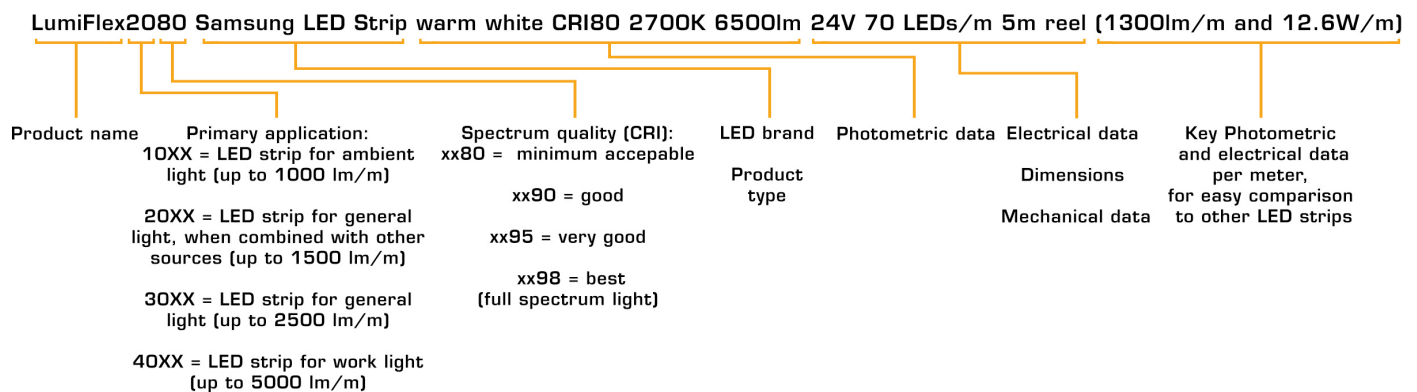 LumiFlex2080 Samsung LED Strip warm white CRI80 2700K 6500lm 24V 70 LEDs/m 5m reel (1300lm/m and 12.6W/m)
Product name
Primary application:
10XX = LED strip for ambient
light (up to 1000 lm/m)
20XX = LED strip for general
light, when combined with other
sources (up to 1500 lm/m)
30XX = LED strip for general
light (up to 2500 lm/m)
40XX = LED strip for work light
(up to 5000 lm/m)
Spectrum quality (CRI):
xx80 = minimum accepable
xx90 = good
xx95 = very good
xx98 = best
(full spectrum light)
LED brand
Product
type
Photometric data
Electrical data
Dimensions
Mechanical data
Key Photometric
and electrical data
per meter,
for easy comparison
to other LED strips